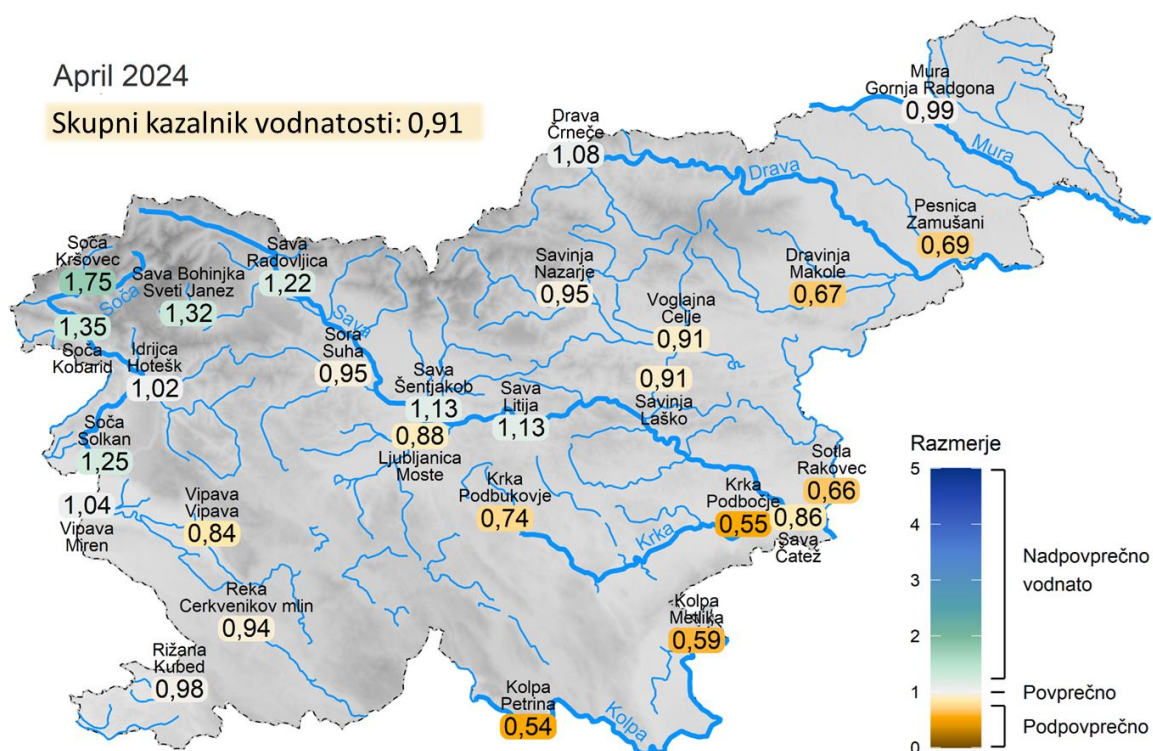 April 2024
Skupni kazalnik vodnatosti: 0,91
Mura
Gornja Radgona
0,99
Mura
Drava
Črneče
1,08
Drava
Pesnica
Zamušani
0,69
Soča
Kršovec
1,75
Soča
Sava Bohinjka
Sveti Janez
1,32
Sava
Radovljica
1,22
Sava
Savinja
Nazarje
0,95
Dravinja
Makole
0,67
Voglajna
Celje
0,91
1,35
Soča
Kobarid
Idrijca
Hotešk
1,02
Sora
Suha
0,95
Sava
Šentjakob
1,13
Sava
Litija
1,13
0,91
Savinja
Laško
0,88
Ljubljanica
Moste
Soča
Solkan
1,25
1,04
Vipava
Miren
Vipava
Vipava
0,84
Krka
Podbukovje
0,74
Krka
Krka
Podbočje
0,55
Sotla
Rakovec
0,66
0,86
Sava
Čatež
Reka
Cerkvenikov mlin
0,94
Kolpa
Metlika
0,59
Rižana
Kubed
0,98
Kolpa
Petrina
0,54
Kolpa
Razmerje
5
4
3
2
1
0
Nadpovprečno
vodnato
Povprečno
Podpovprečno